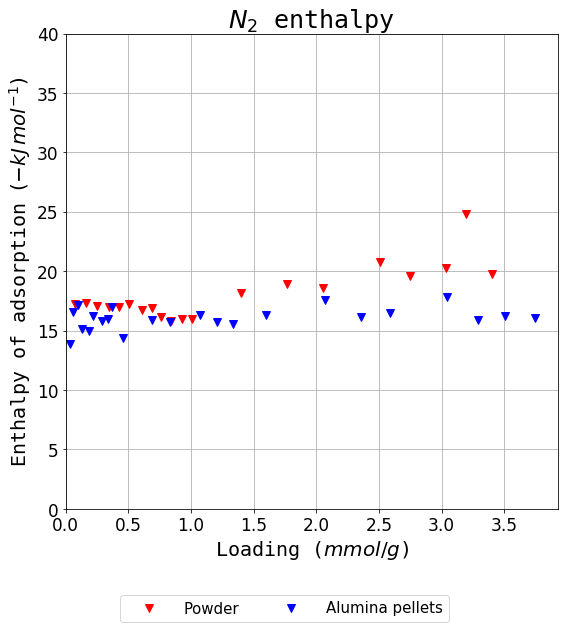 N₂ enthalpy
Enthalpy of adsorption (−kJ mol⁻¹)
40
35
30
25
20
15
10
5
0
0.0 0.5 1.0 1.5 2.0 2.5 3.0 3.5
Loading (mmol/g)
Powder Alumina pellets